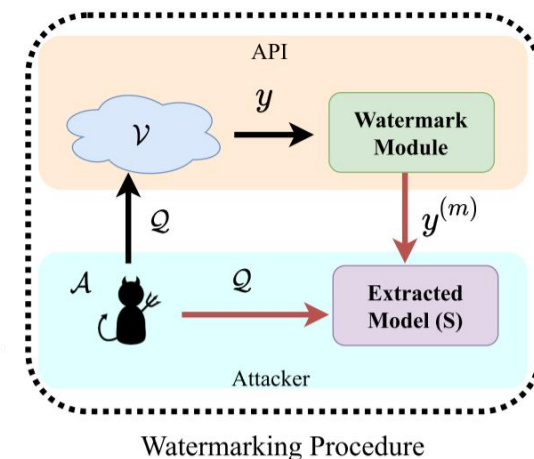 API
𝒱
y
Watermark
Module
𝒬
y^{(m)}
𝒜
𝒬
Extracted
Model (S)
Attacker
Watermarking Procedure